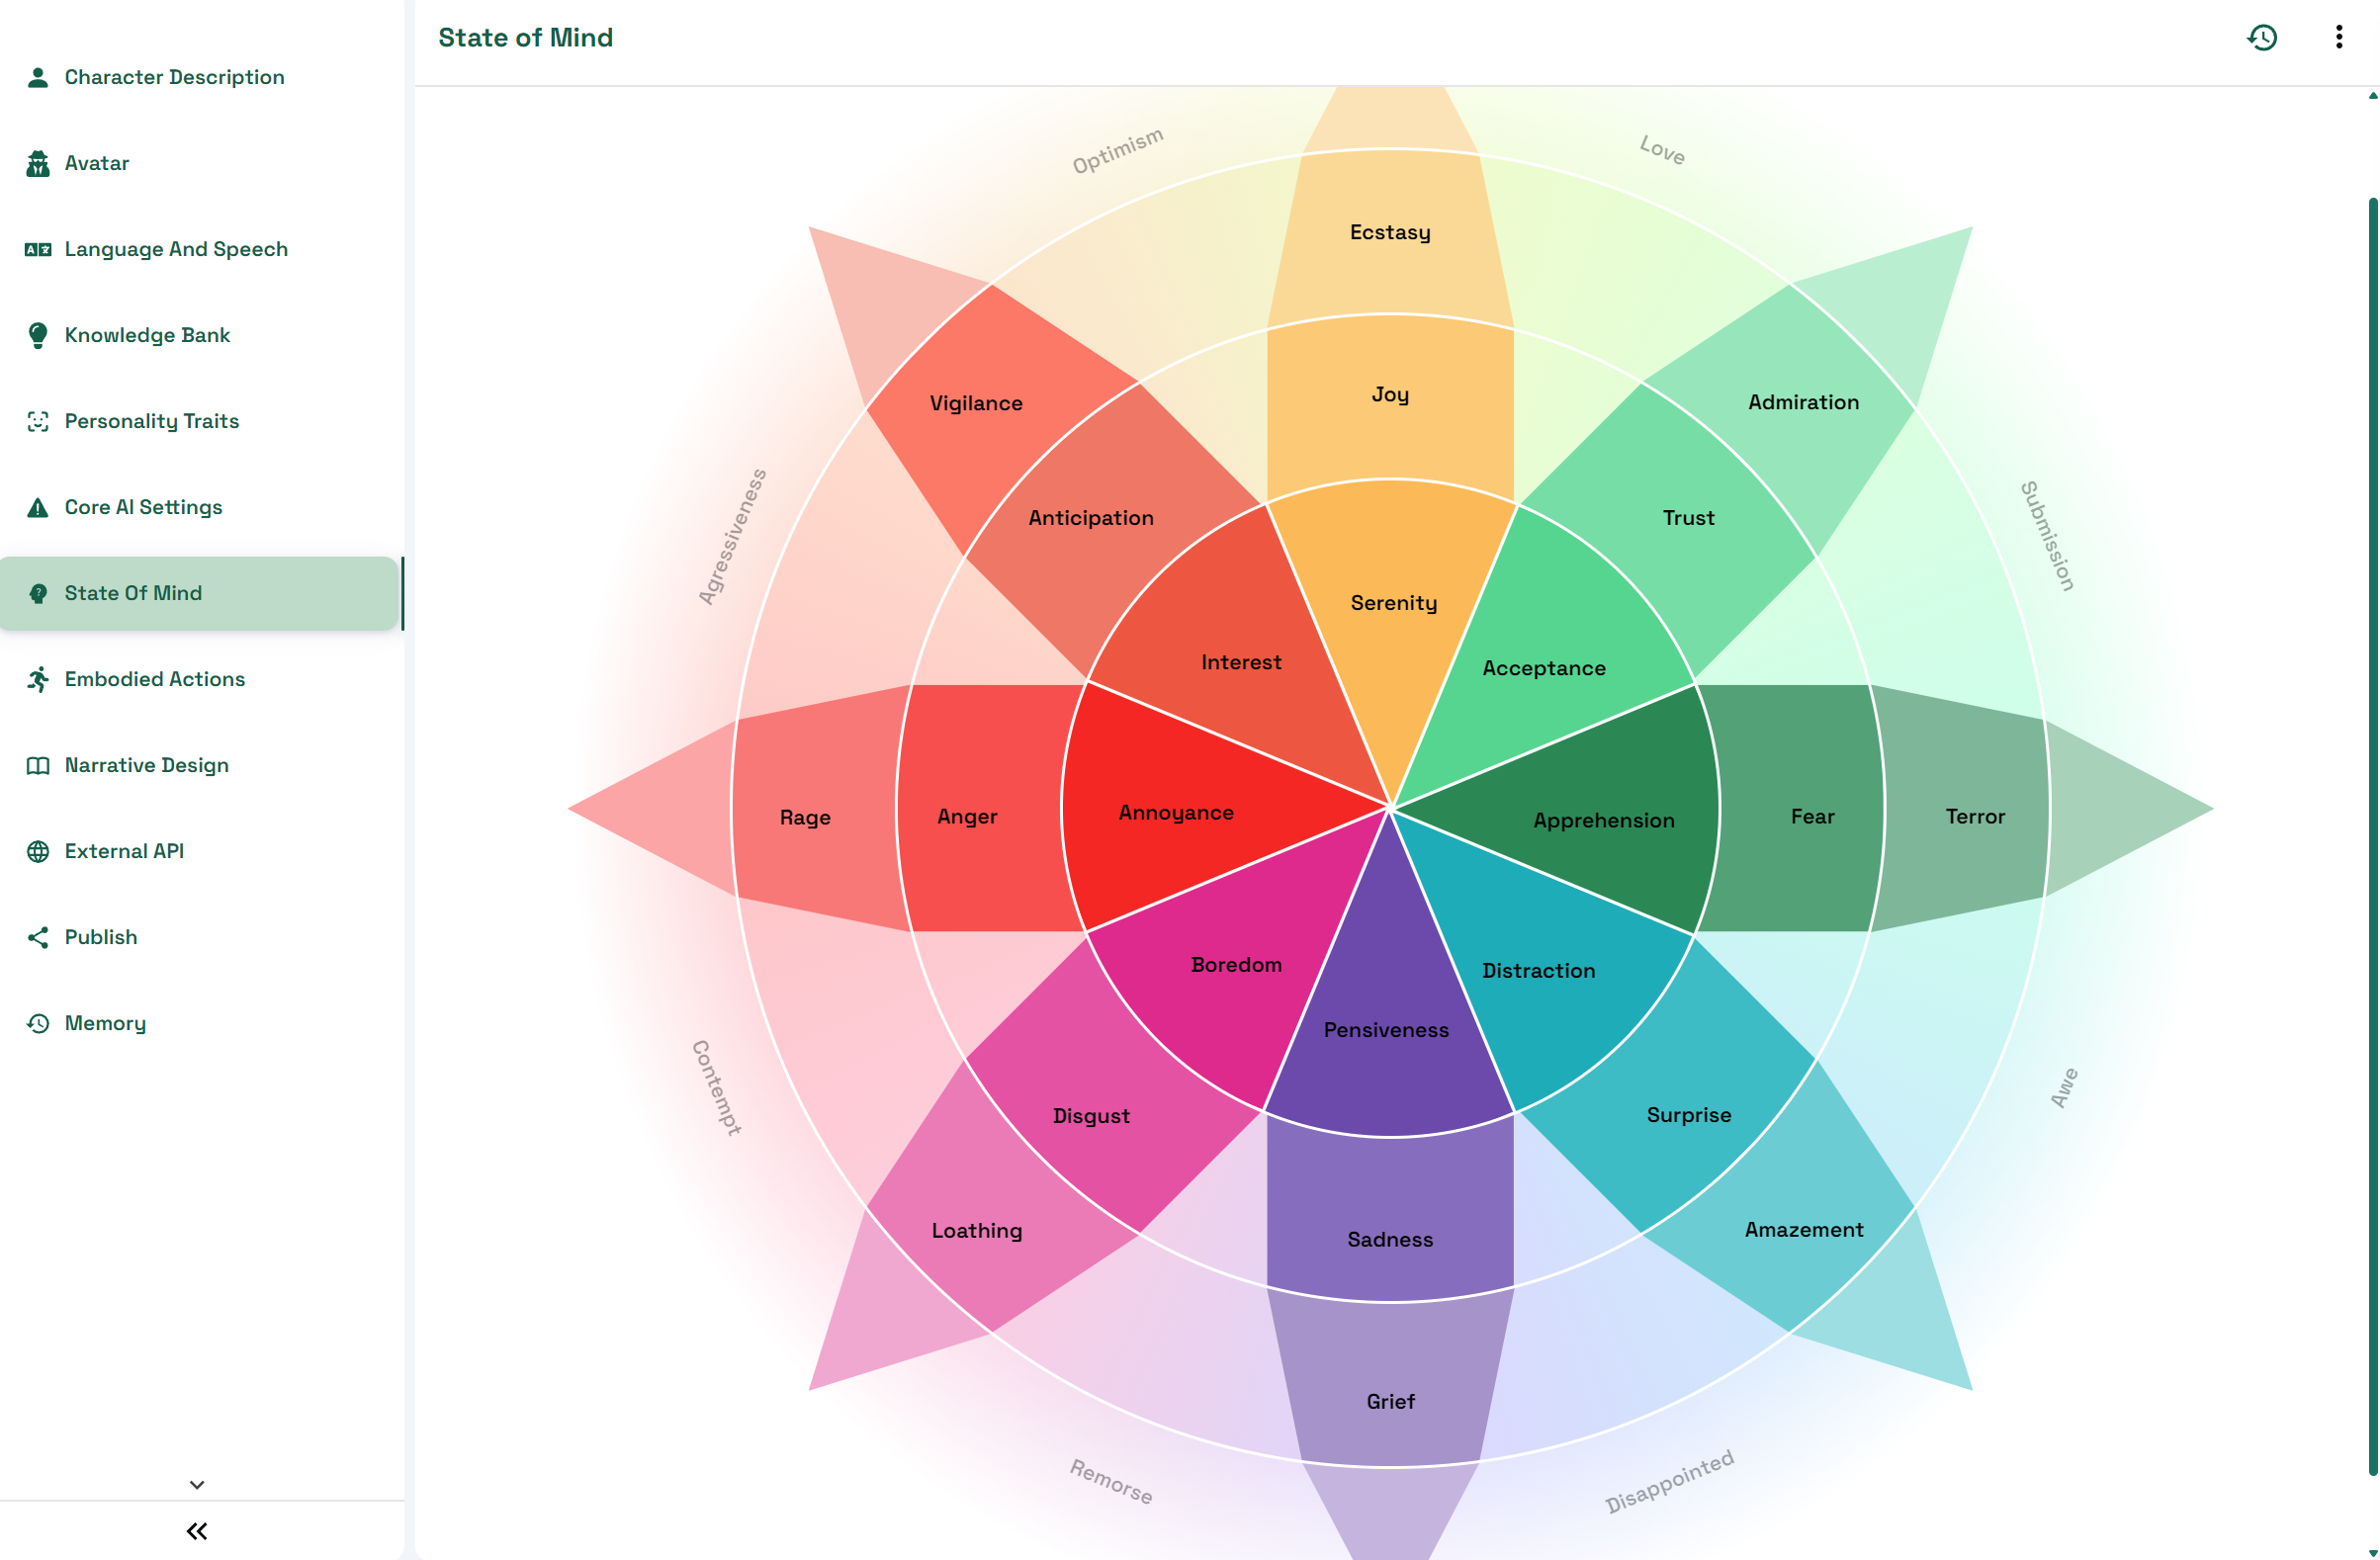 State of Mind
Character Description
Avatar
Language And Speech
Knowledge Bank
Personality Traits
Core AI Settings
State Of Mind
Embodied Actions
Narrative Design
External API
Publish
Memory
Optimism
Love
Ecstasy
Joy
Serenity
Vigilance
Anticipation
Interest
Admiration
Trust
Acceptance
Agressiveness
Submission
Rage
Anger
Annoyance
Apprehension
Fear
Terror
Boredom
Disgust
Loathing
Pensiveness
Sadness
Grief
Distraction
Surprise
Amazement
Contempt
Awe
Remorse
Disappointed